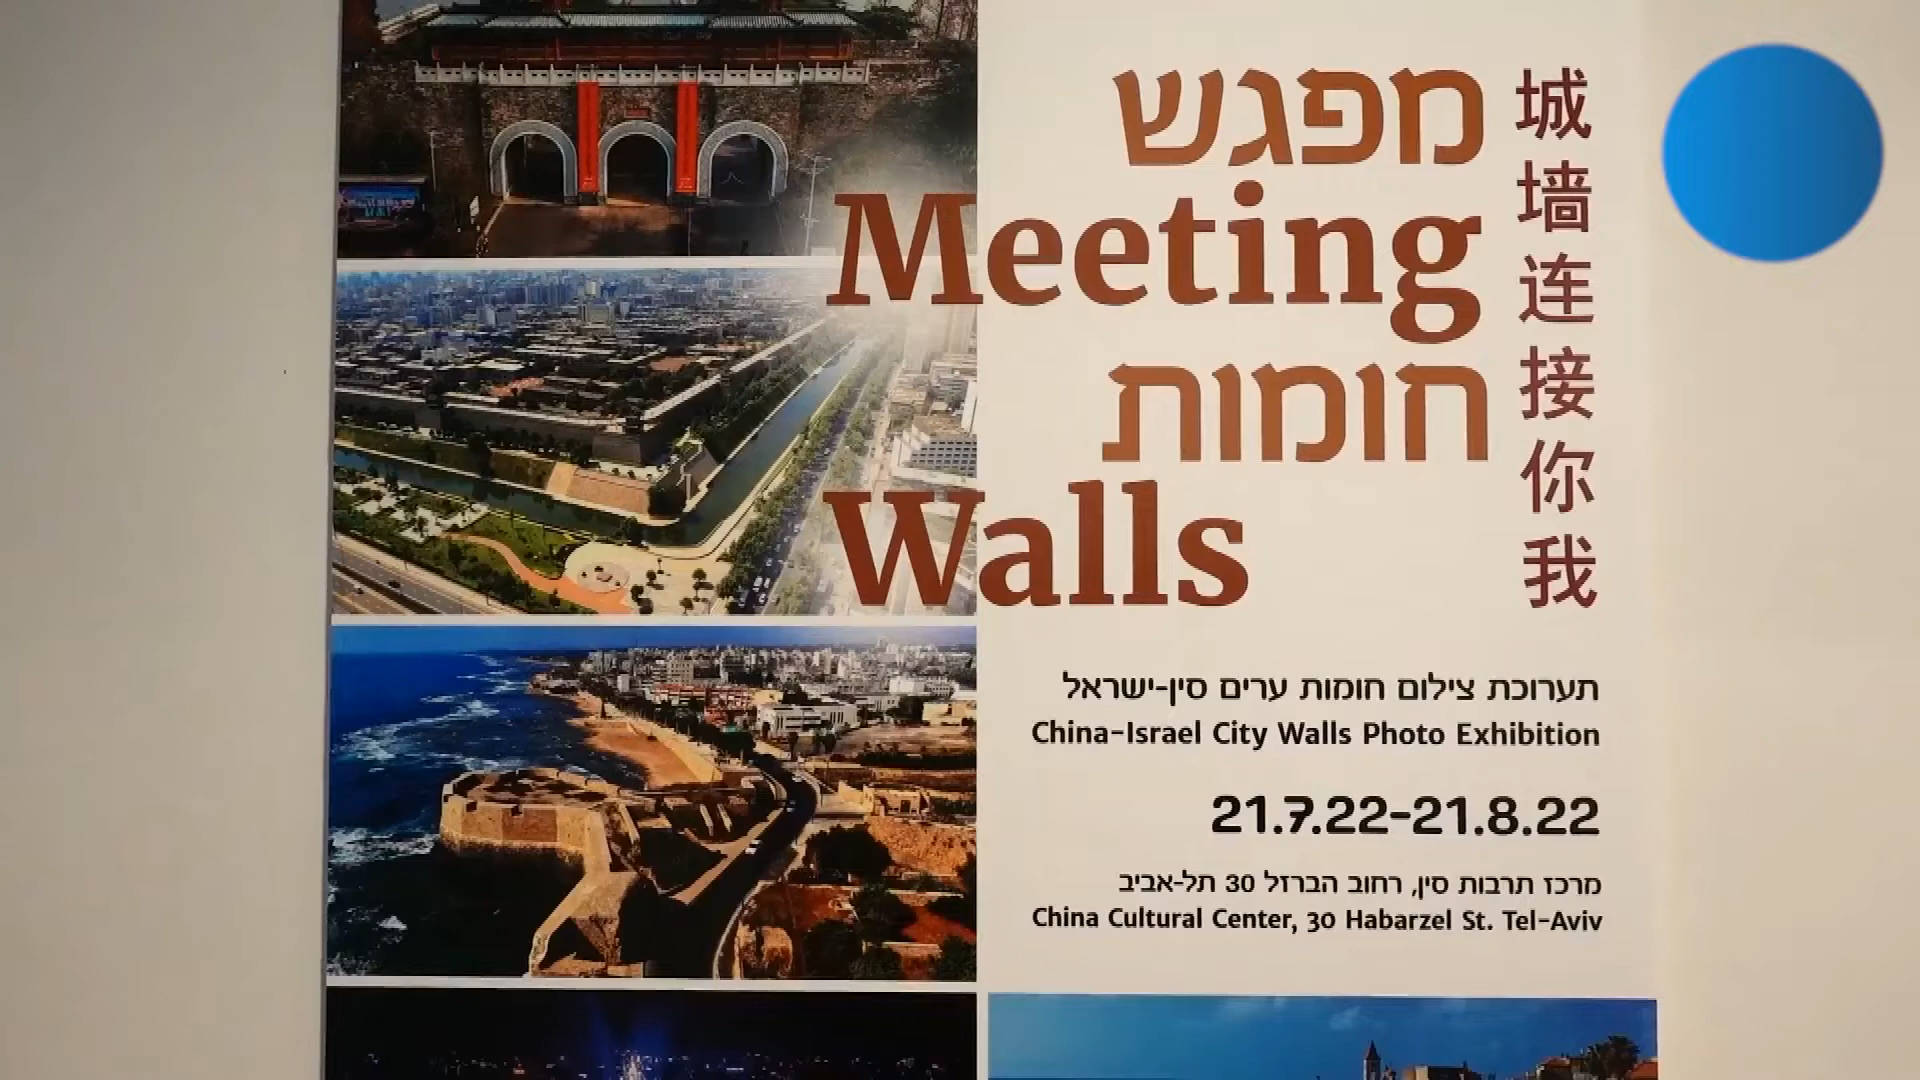 מפגש
Meeting
חומות
Walls
城墙连接你我
תערוכת צילום חומות ערים סין-ישראל
China-Israel City Walls Photo Exhibition
21.7.22-21.8.22
מרכז תרבות סין, רחוב הברזל 30 תל-אביב
China Cultural Center, 30 Habarzel St. Tel-Aviv